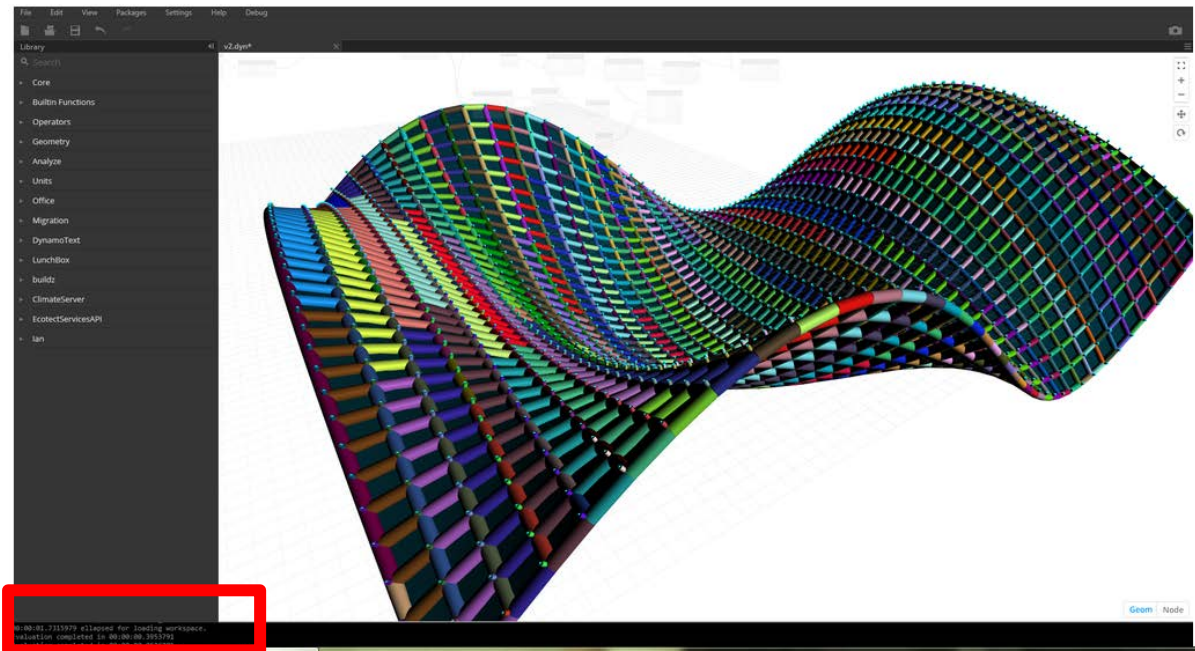 File Edit View Packages Settings Help Debug
Library
v2.dyn*
Search
Core
Builtin Functions
Operators
Geometry
Analyze
Units
Office
Migration
DynamoText
LunchBox
buildz
ClimateServer
EcotectServicesAPI
Ian
Geom Node
00:00:01.7315979 ellapsed for loading workspace.
Evaluation completed in 00:00:00.3953791